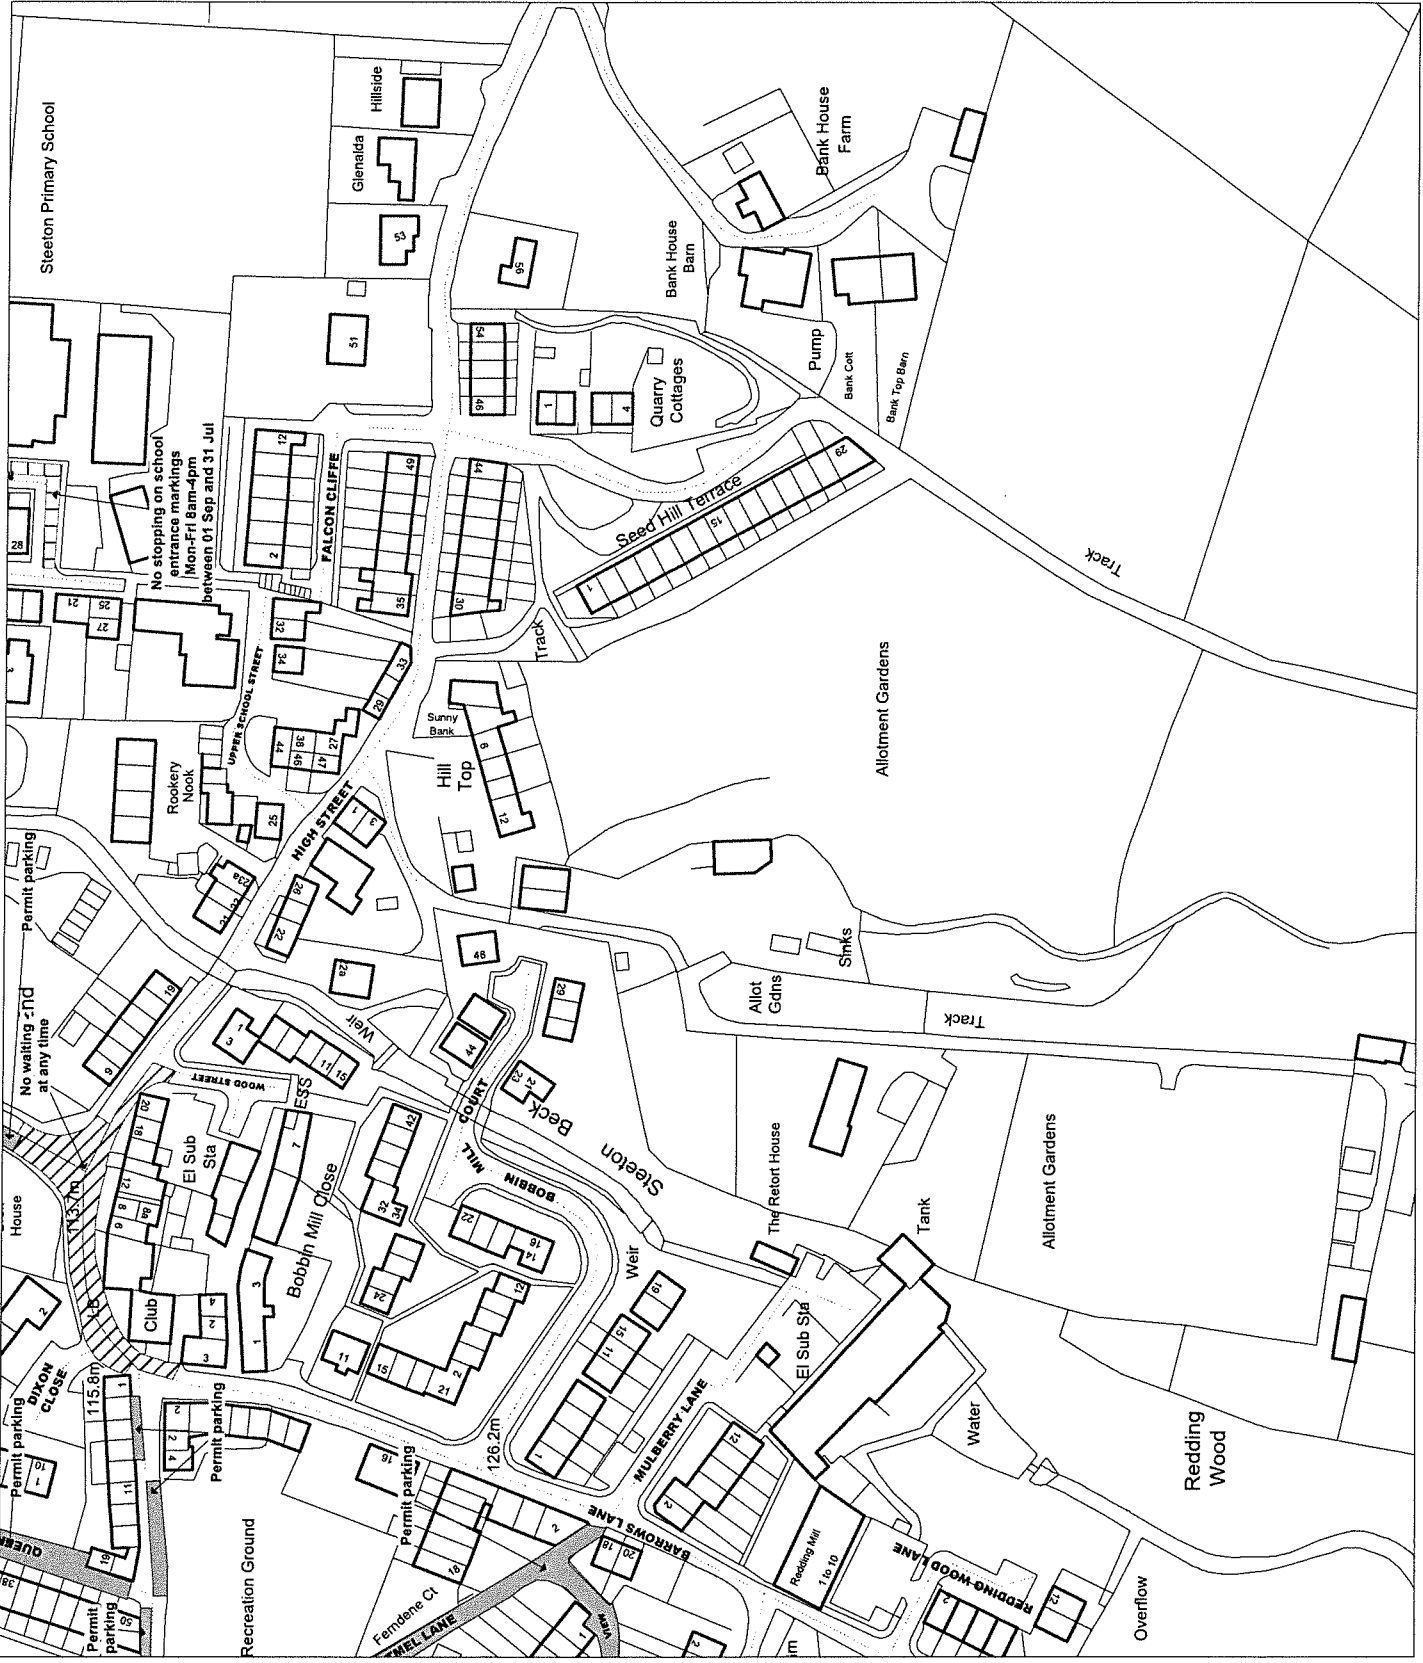 Steeton Primary School
Hillside
Glenalda
53
56
51
Bank House
Farm
Bank House
Barn
Pump
Bank Cott
Bank Top Barn
Quarry
Cottages
1
4
54
46
No stopping on school
entrance markings
Mon-Fri 8am-4pm
between 01 Sep and 31 Jul
28
12
2
FALCON CLIFFE
49
35
44
30
Seed Hill Terrace
1
15
29
Track
Track
21
25
27
3
32
34
UPPER SCHOOL STREET
33
29
27
44
38
46
47
Rookery
Nook
25
HIGH STREET
1
3
Sunny
Bank
Hill
Top
6
12
Allotment Gardens
Permit parking
23a
21
26
22
2a
48
Weir
No waiting
at any time
16
6
3
1
11
15
WOOD STREET
ESS
44
29
23
21
COURT
MILL
BOBBIN
Beck
Steeton
Sinks
Allot
Gdns
Track
House
113.7m
20
18
12
8
8a
6
El Sub
Sta
7
Bobbin Mill Close
42
32
34
22
16
14
24
12
The Retort House
Tank
Allotment Gardens
Weir
19
15
11
1
El Sub Sta
LB
Club
4
2
3
3
1
11
15
21
2
2
DIXON
CLOSE
115.8m
1
11
19
10
1
Permit parking
2
2
4
Permit parking
126.2m
16
Permit parking
MULBERRY LANE
12
2
Water
Redding
Wood
BARROWS LANE
2
18
20
18
Redding Mill
1 to 10
REDDING WOOD LANE
2
12
Overflow
38
50
Permit
parking
Recreation Ground
Ferndene Ct
VIEW
1
2